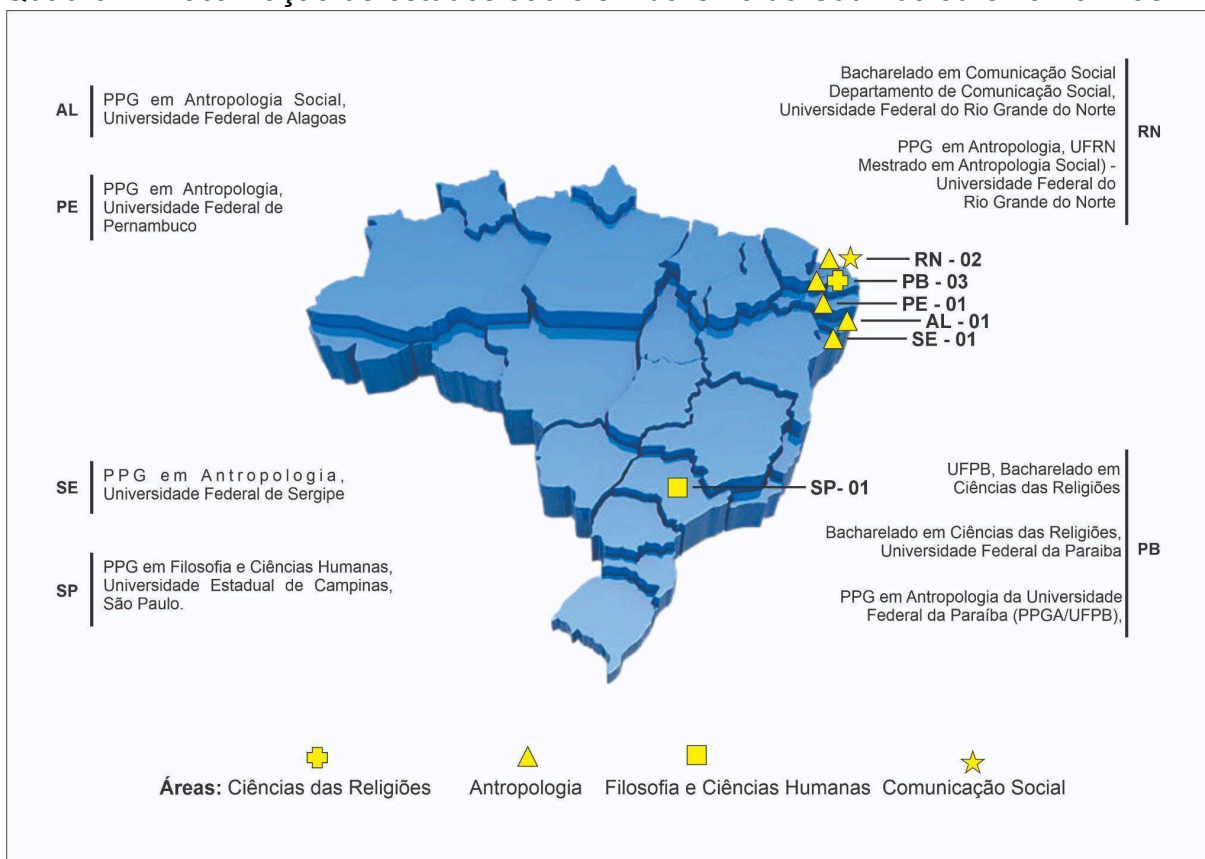 AL
PPG em Antropologia Social,
Universidade Federal de Alagoas
PE
PPG em Antropologia,
Universidade Federal de
Pernambuco
SE
PPG em Antropologia,
Universidade Federal de Sergipe
SP
PPG em Filosofia e Ciências Humanas,
Universidade Estadual de Campinas,
São Paulo.
Bacharelado em Comunicação Social
Departamento de Comunicação Social,
Universidade Federal do Rio Grande do Norte
PPG em Antropologia, UFRN
Mestrado em Antropologia Social) -
Universidade Federal do
Rio Grande do Norte
RN
RN - 02
PB - 03
PE - 01
AL - 01
SE - 01
SP- 01
UFPB, Bacharelado em
Ciências das Religiões
Bacharelado em Ciências das Religiões,
Universidade Federal da Paraiba
PPG em Antropologia da Universidade
Federal da Paraíba (PPGA/UFPB),
PB
Áreas: Ciências das Religiões Antropologia Filosofia e Ciências Humanas Comunicação Social